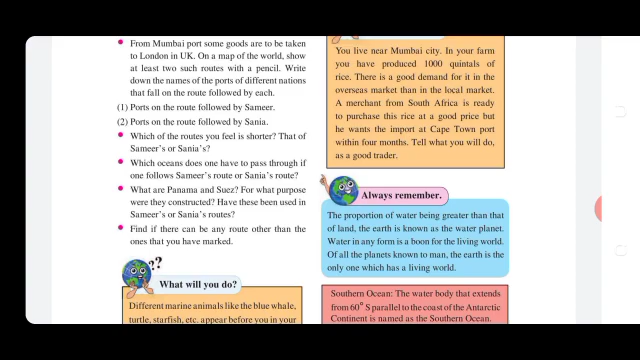 From Mumbai port some goods are to be taken
to London in UK. On a map of the world, show
at least two such routes with a pencil. Write
down the names of the ports of different nations
that fall on the route followed by each.
(1) Ports on the route followed by Sameer.
(2) Ports on the route followed by Sania.
Which of the routes you feel is shorter? That of
Sameer's or Sania's?
Which oceans does one have to pass through if
one follows Sameer's route or Sania's route?
What are Panama and Suez? For what purpose
were they constructed? Have these been used in
Sameer's or Sania's routes?
Find if there can be any route other than the
ones that you have marked.
??
What will you do?
Different marine animals like the blue whale,
turtle, starfish, etc. appear before you in your
You live near Mumbai city. In your farm
you have produced 1000 quintals of
rice. There is a good demand for it in the
overseas market than in the local market.
A merchant from South Africa is ready
to purchase this rice at a good price but
he wants the import at Cape Town port
within four months. Tell what you will do,
as a good trader.
Always remember.
The proportion of water being greater than that
of land, the earth is known as the water planet.
Water in any form is a boon for the living world.
Of all the planets known to man, the earth is the
only one which has a living world.
Southern Ocean: The water body that extends
from 60° S parallel to the coast of the Antarctic
Continent is named as the Southern Ocean.